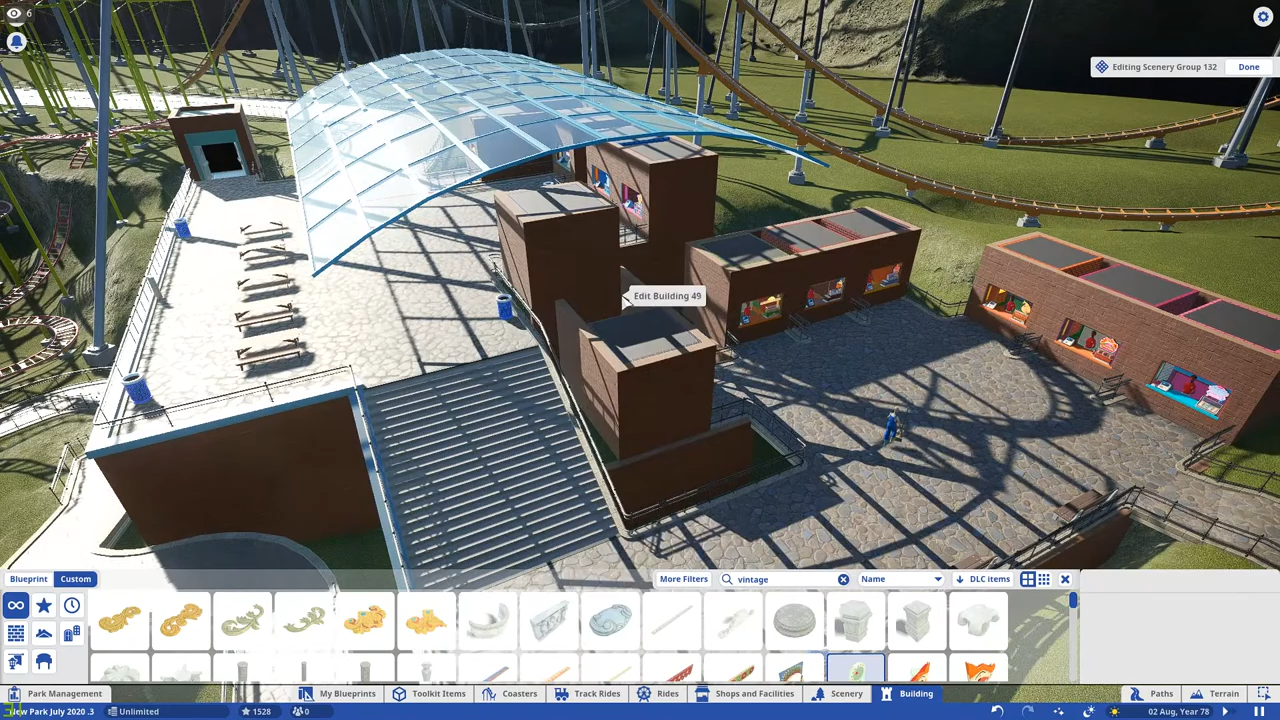 6
Editing Scenery Group 132
Done
Edit Building 49
Blueprint
Custom
More Filters
vintage
Name
DLC items
Park Management
My Blueprints
Toolkit Items
Coasters
Track Rides
Rides
Shops and Facilities
Scenery
Building
Paths
Terrain
New Park July 2020 .3
Unlimited
1528
0
02 Aug, Year 78